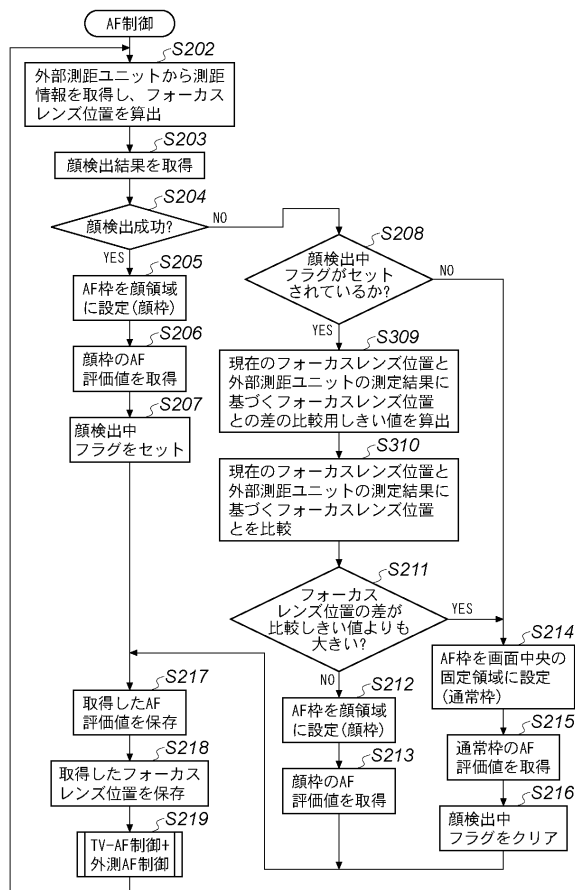 AF制御
S202
外部測距ユニットから測距
情報を取得し、フォーカス
レンズ位置を算出
S203
顔検出結果を取得
S204
顔検出成功?
NO
YES
S205
AF枠を顔領域
に設定(顔枠)
S206
顔枠のAF
評価値を取得
S207
顔検出中
フラグをセット
S208
顔検出中
フラグがセット
されているか?
NO
YES
S309
現在のフォーカスレンズ位置と
外部測距ユニットの測定結果に
基づくフォーカスレンズ位置
との差の比較用しきい値を算出
S310
現在のフォーカスレンズ位置と
外部測距ユニットの測定結果に
基づくフォーカスレンズ位置
とを比較
S211
フォーカス
レンズ位置の差が
比較しきい値よりも
大きい?
YES
NO
S212
AF枠を顔領域
に設定(顔枠)
S213
顔枠のAF
評価値を取得
S214
AF枠を画面中央の
固定領域に設定
(通常枠)
S215
通常枠のAF
評価値を取得
S216
顔検出中
フラグをクリア
S217
取得したAF
評価値を保存
S218
取得したフォーカス
レンズ位置を保存
S219
TV-AF制御+
外測AF制御